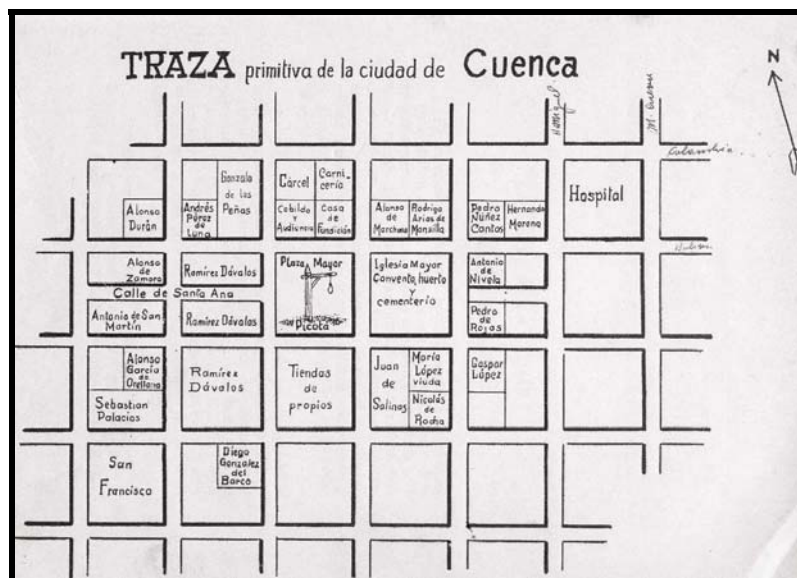 TRAZA primitiva de la ciudad de Cuenca
N
Alonso
Durán
Andrés
Pérez
de
Luna
Gonzalo
de las
Peñas
Cárcel
Carni-
cería
Cabildo
y
Audiencia
Casa
de
Fundición
Alonso
de
Marchena
Rodrigo
Arias de
Mansilla
Pedro
Núñez
Cantos
Hernando
Moreno
Hospital
Alonso
de
Zamora
Ramírez Dávalos
Plaza Mayor
Picota
Iglesia Mayor
Convento, huerto
y
cementerio
Antonio
de
Nivela
Calle de Santa Ana
Antonio de San
Martín
Ramírez Dávalos
Pedro
de
Rojas
Alonso
García
de
Orellana
Sebastian
Palacios
Ramírez
Dávalos
Tiendas
de
propios
Juan
de
Salinas
María
López
viuda
Nicolás
de
Rocha
Gaspar
López
San
Francisco
Diego
Gonzalez
del
Barco